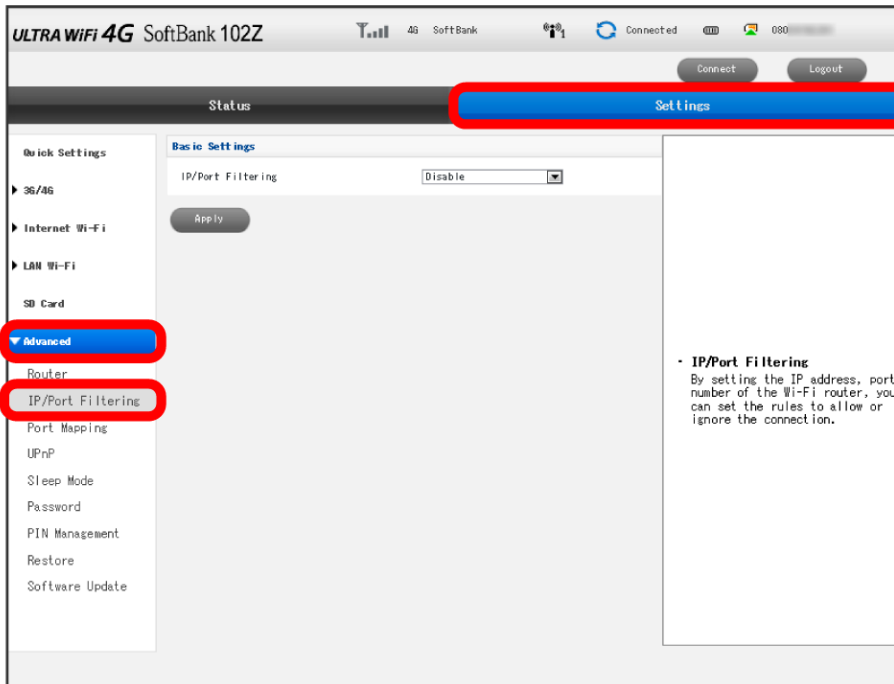 ULTRA WiFi 4G SoftBank 102Z
4G SoftBank
1
Connected
080
Connect
Logout
Status
Settings
Quick Settings
3G/4G
Internet Wi-Fi
LAN Wi-Fi
SD Card
Advanced
Router
IP/Port Filtering
Port Mapping
UPnP
Sleep Mode
Password
PIN Management
Restore
Software Update
Basic Settings
IP/Port Filtering
Disable
Apply
・ IP/Port Filtering
By setting the IP address, port
number of the Wi-Fi router, you
can set the rules to allow or
ignore the connection.